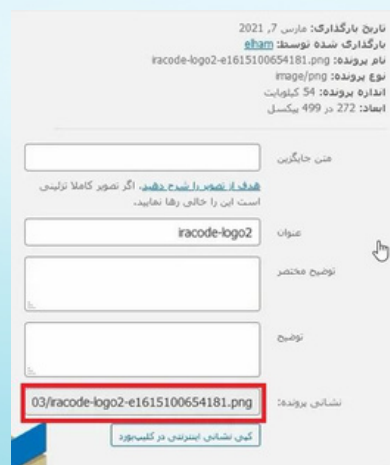 تاریخ بارگذاری: مارس 7, 2021
بارگذاری شده توسط: elham
نام پرونده: iracode-logo2-e1615100654181.png
نوع پرونده: image/png
اندازه پرونده: 54 کیلوبایت
ابعاد: 272 در 499 پیکسل
متن جایگزین
هدف از تصویر را شرح دهید. اگر تصویر کاملا تزئینی
است این را خالی رها نمایید.
عنوان
iracode-logo2
توضیح مختصر
توضیح
نشانی پرونده:
03/iracode-logo2-e1615100654181.png
کپی نشانی اینترنتی در کلیپ‌بورد